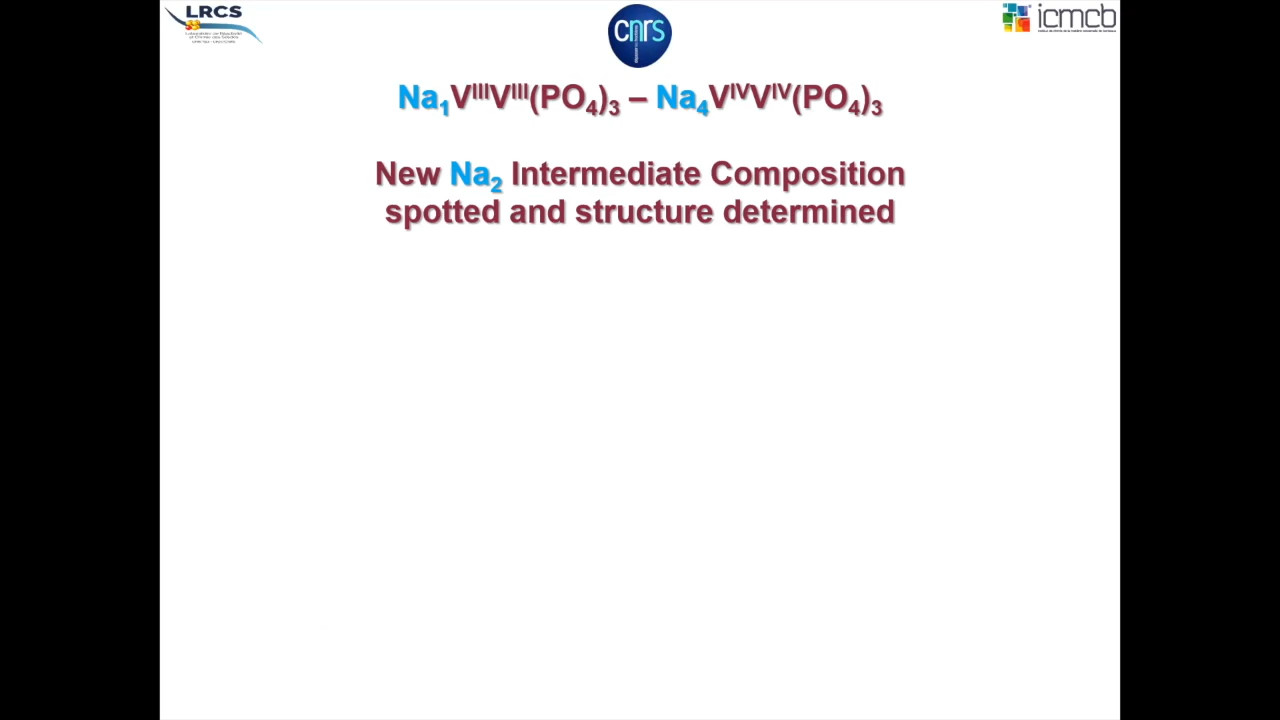 LRCS
cnrs
icmcb
Na₁VᴵᴵᴵVᴵᴵᴵ(PO₄)₃ – Na₄VᴵⱽVᴵⱽ(PO₄)₃
New Na₂ Intermediate Composition
spotted and structure determined